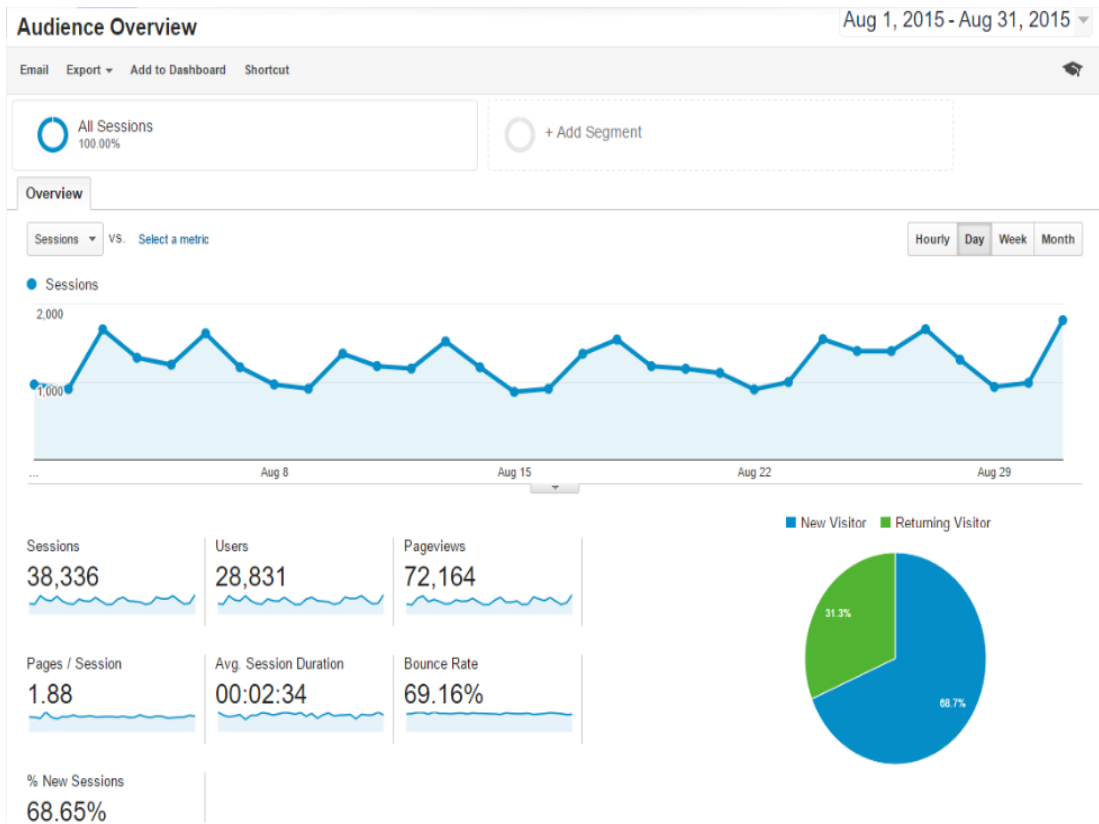 Audience Overview
Aug 1, 2015 - Aug 31, 2015
Email Export Add to Dashboard Shortcut
All Sessions
100.00%
+ Add Segment
Overview
Sessions VS. Select a metric
Hourly Day Week Month
Sessions
2,000
1,000
... Aug 8 Aug 15 Aug 22 Aug 29
New Visitor Returning Visitor
Sessions Users Pageviews
38,336 28,831 72,164
31.3%
Pages / Session Avg. Session Duration Bounce Rate
1.88 00:02:34 69.16%
68.7%
% New Sessions
68.65%